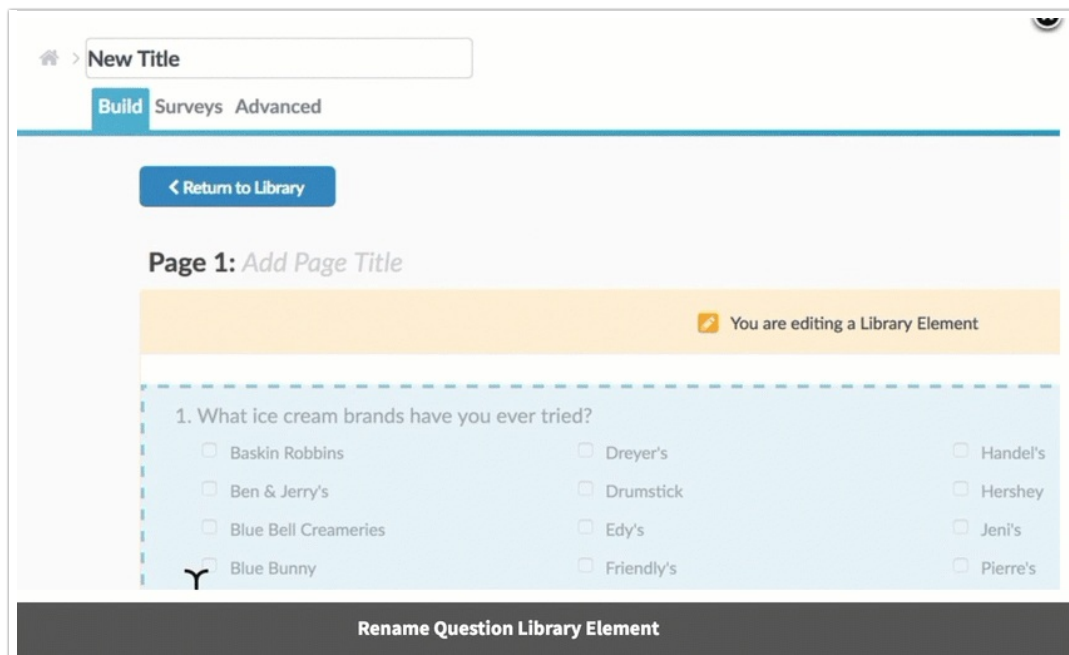 New Title
Build Surveys Advanced
Return to Library
Page 1: Add Page Title
You are editing a Library Element
1. What ice cream brands have you ever tried?
Baskin Robbins Dreyer's Handel's
Ben & Jerry's Drumstick Hershey
Blue Bell Creameries Edy's Jeni's
Blue Bunny Friendly's Pierre's
Rename Question Library Element